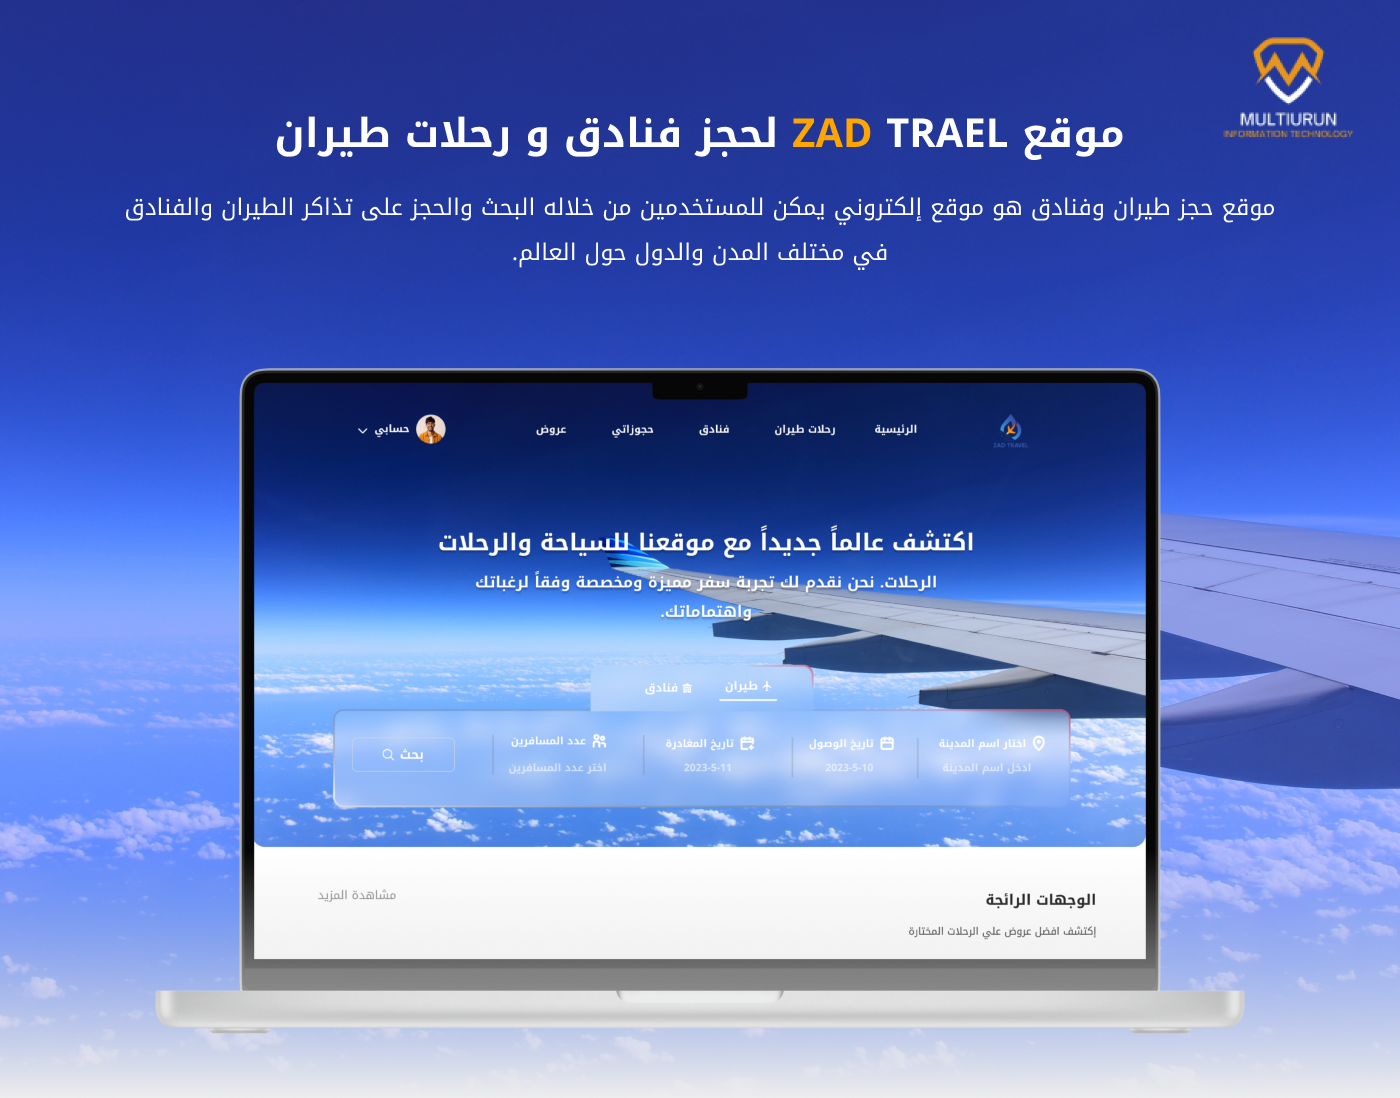 MULTIURUN
INFORMATION TECHNOLOGY
موقع ZAD TRAEL لحجز فنادق و رحلات طيران
موقع حجز طيران وفنادق هو موقع إلكتروني يمكن للمستخدمين من خلاله البحث والحجز على تذاكر الطيران والفنادق
في مختلف المدن والدول حول العالم.
ZAD TRAVEL
الرئيسية رحلات طيران فنادق حجوزاتي عروض حسابي
اكتشف عالماً جديداً مع موقعنا للسياحة والرحلات
الرحلات. نحن نقدم لك تجربة سفر مميزة ومخصصة وفقاً لرغباتك
واهتماماتك.
طيران فنادق
اختار اسم المدينة تاريخ الوصول تاريخ المغادرة عدد المسافرين بحث
ادخل اسم المدينة 2023-5-10 2023-5-11 اختر عدد المسافرين
الوجهات الرائجة مشاهدة المزيد
إكتشف افضل عروض علي الرحلات المختارة